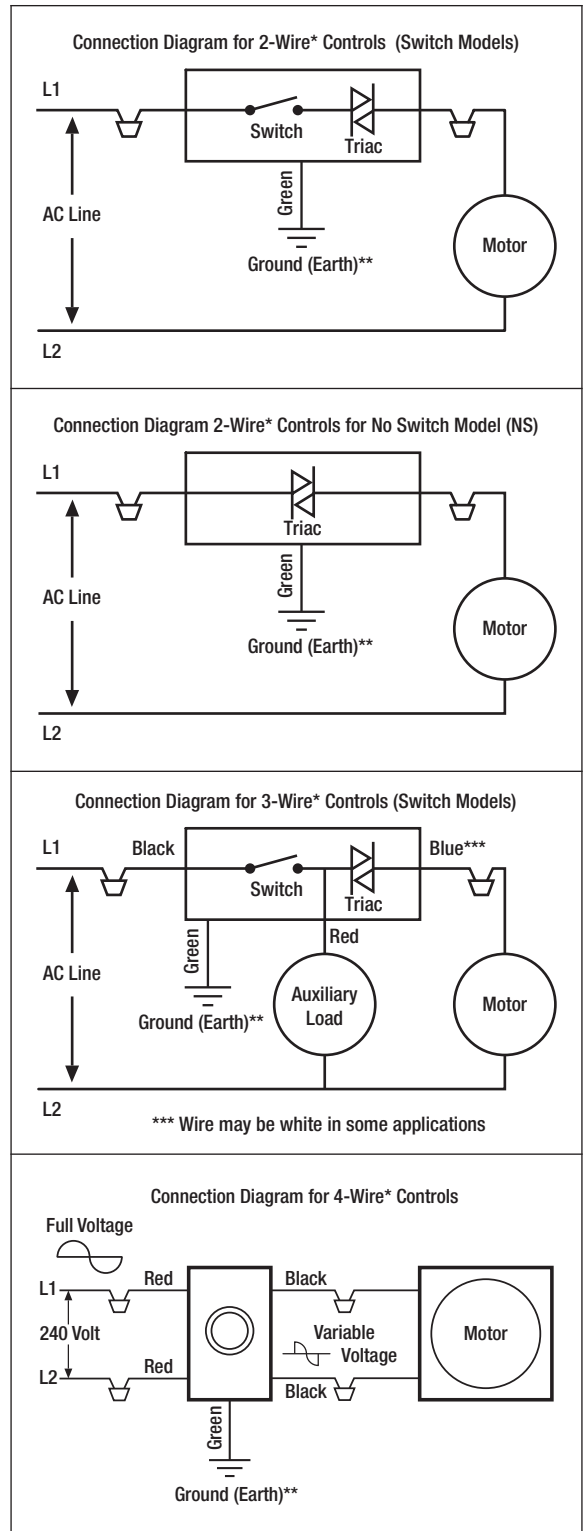 Connection Diagram for 2-Wire* Controls (Switch Models)
L1
Switch
Triac
Green
AC Line
Motor
Ground (Earth)**
L2
Connection Diagram 2-Wire* Controls for No Switch Model (NS)
L1
Triac
Green
AC Line
Motor
Ground (Earth)**
L2
Connection Diagram for 3-Wire* Controls (Switch Models)
L1
Black
Blue***
Switch
Triac
Red
Green
AC Line
Auxiliary
Load
Motor
Ground (Earth)**
L2
*** Wire may be white in some applications
Connection Diagram for 4-Wire* Controls
Full Voltage
L1
Red
Black
240 Volt
Variable
Voltage
Motor
L2
Red
Black
Green
Ground (Earth)**